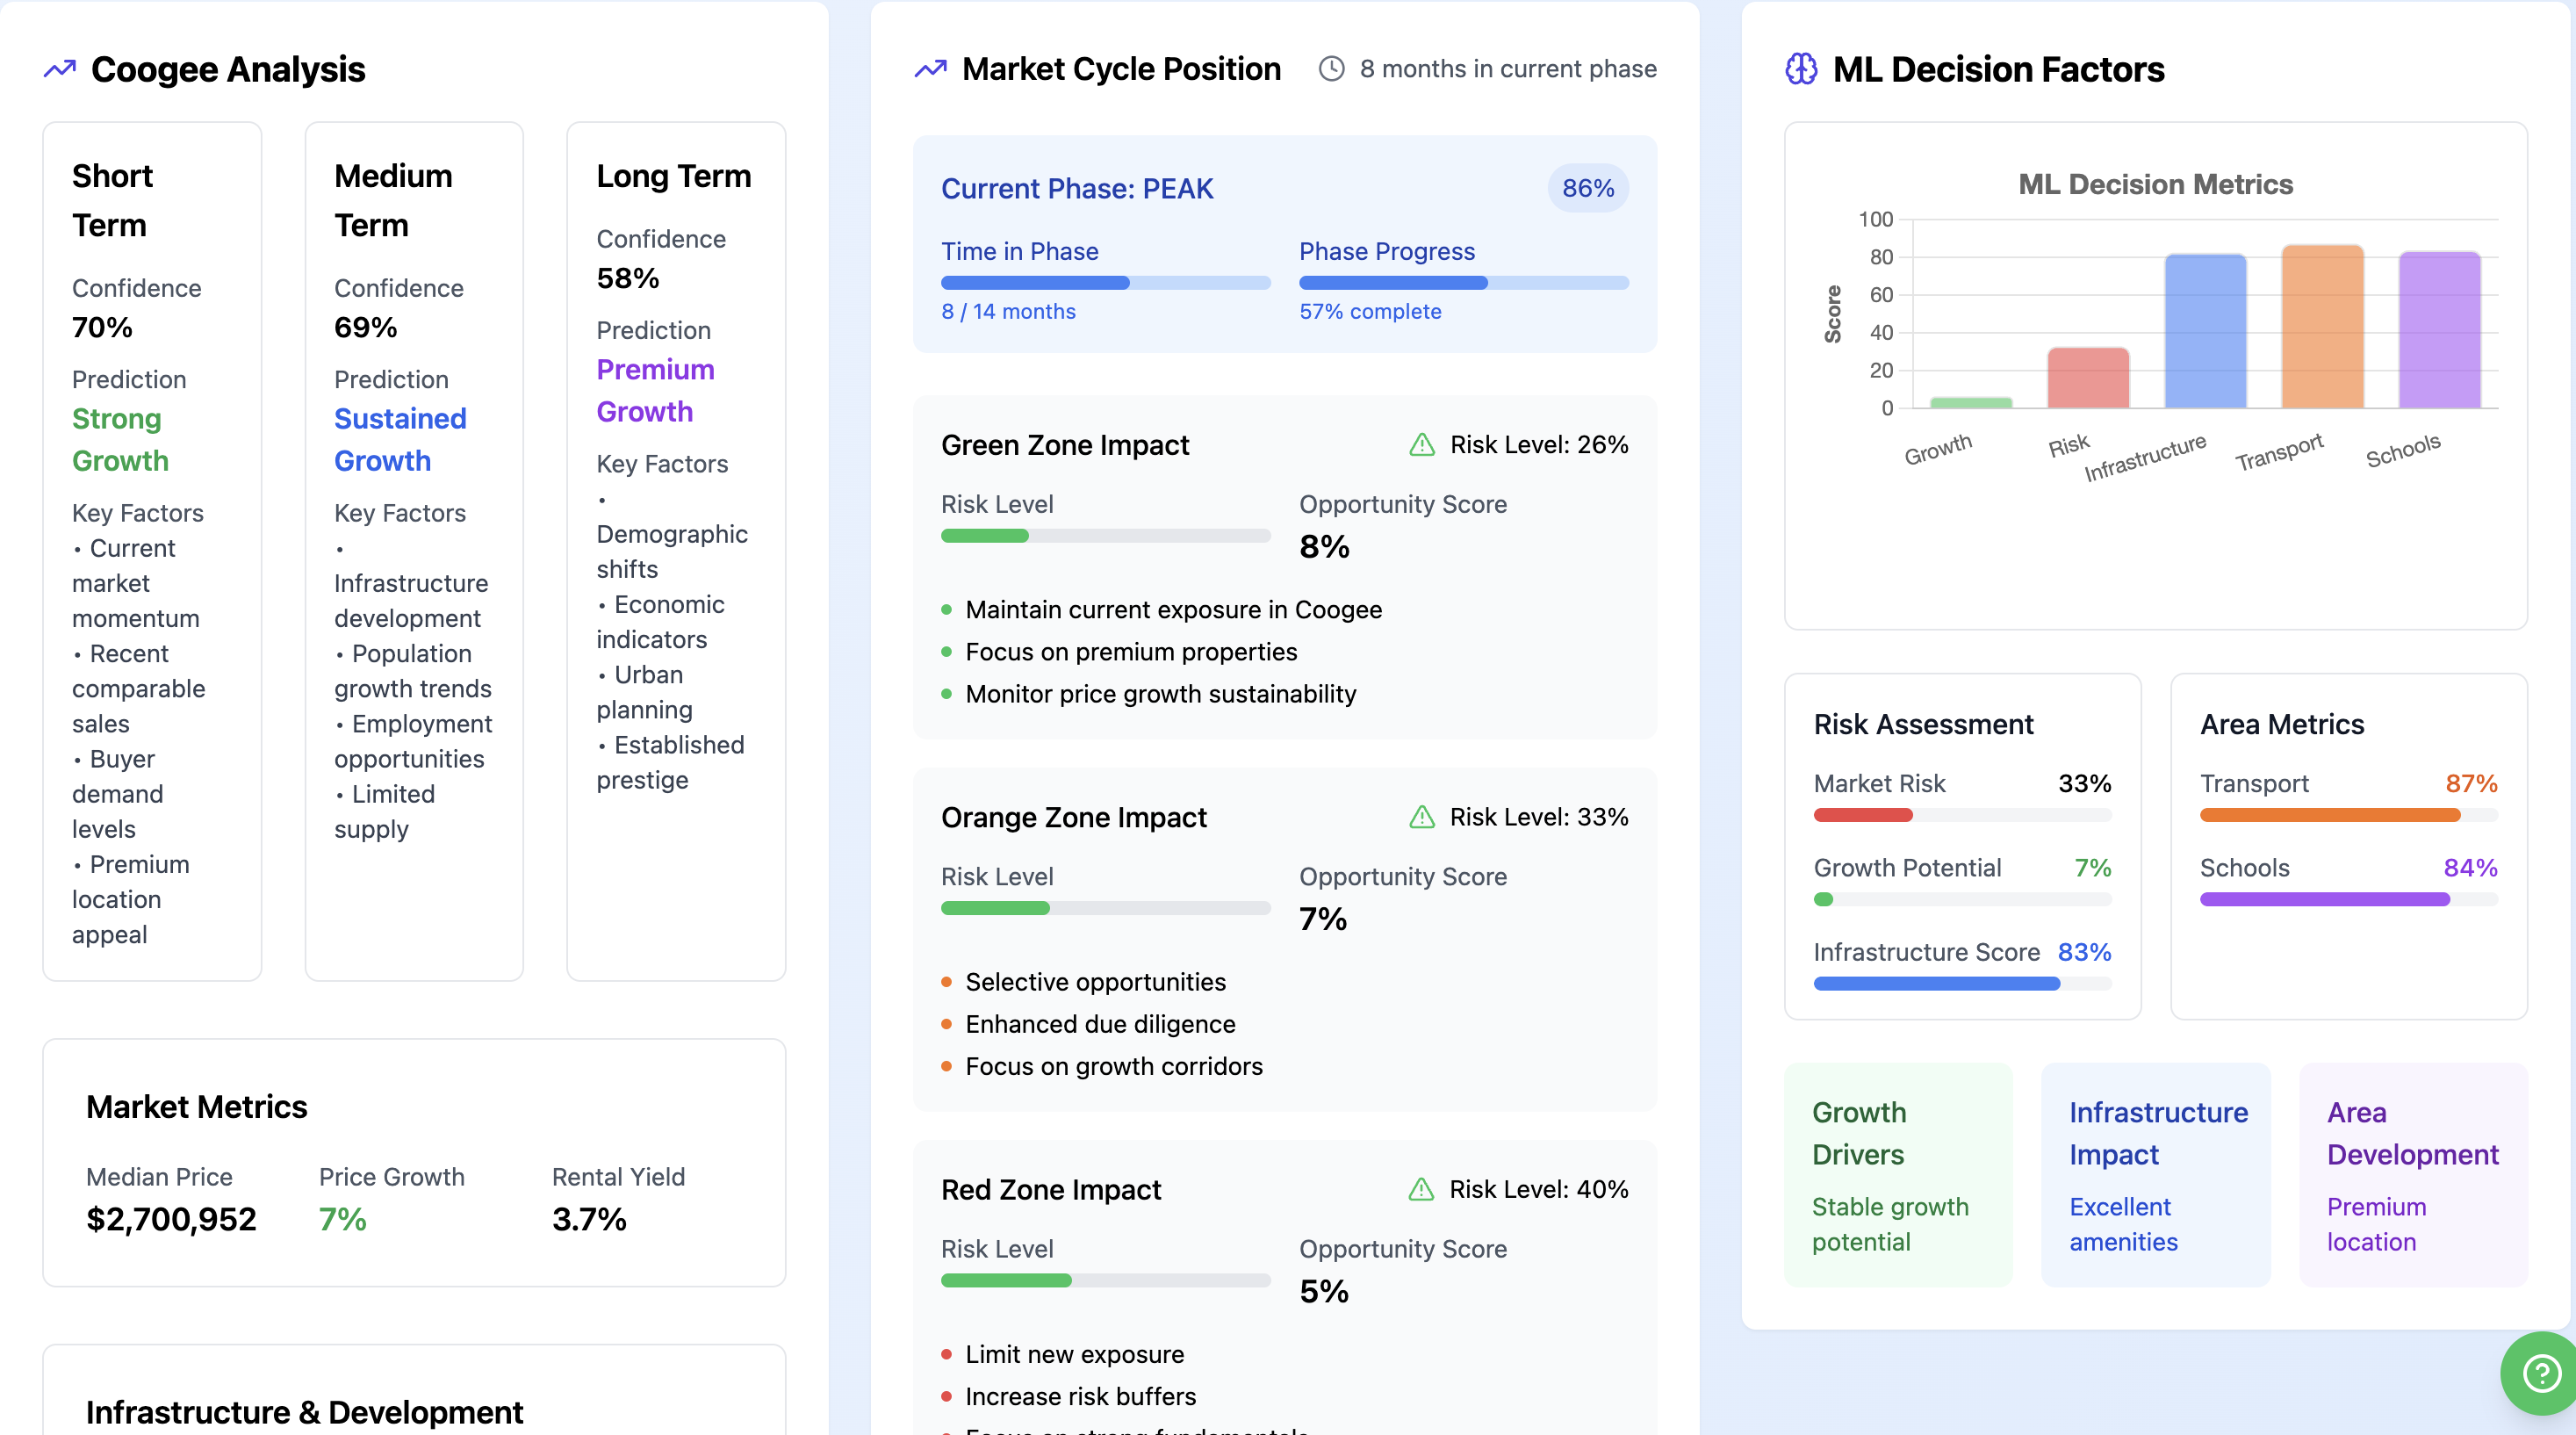 Coogee Analysis
Short
Term
Confidence
70%
Prediction
Strong
Growth
Key Factors
• Current
market
momentum
• Recent
comparable
sales
• Buyer
demand
levels
• Premium
location
appeal
Medium
Term
Confidence
69%
Prediction
Sustained
Growth
Key Factors
•
Infrastructure
development
• Population
growth trends
• Employment
opportunities
• Limited
supply
Long Term
Confidence
58%
Prediction
Premium
Growth
Key Factors
•
Demographic
shifts
• Economic
indicators
• Urban
planning
• Established
prestige
Market Metrics
Median Price
$2,700,952
Price Growth
7%
Rental Yield
3.7%
Infrastructure & Development
Market Cycle Position
8 months in current phase
Current Phase: PEAK
86%
Time in Phase
8 / 14 months
Phase Progress
57% complete
Green Zone Impact
Risk Level: 26%
Risk Level
Opportunity Score
8%
• Maintain current exposure in Coogee
• Focus on premium properties
• Monitor price growth sustainability
Orange Zone Impact
Risk Level: 33%
Risk Level
Opportunity Score
7%
• Selective opportunities
• Enhanced due diligence
• Focus on growth corridors
Red Zone Impact
Risk Level: 40%
Risk Level
Opportunity Score
5%
• Limit new exposure
• Increase risk buffers
• Focus on strong fundamentals
ML Decision Factors
ML Decision Metrics
Score
100
80
60
40
20
0
Growth
Risk
Infrastructure
Transport
Schools
Risk Assessment
Market Risk 33%
Growth Potential 7%
Infrastructure Score 83%
Area Metrics
Transport 87%
Schools 84%
Growth
Drivers
Stable growth
potential
Infrastructure
Impact
Excellent
amenities
Area
Development
Premium
location